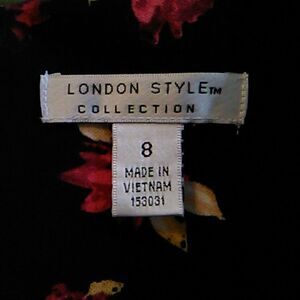 LONDON STYLE™
COLLECTION
8
MADE IN
VIETNAM
153031